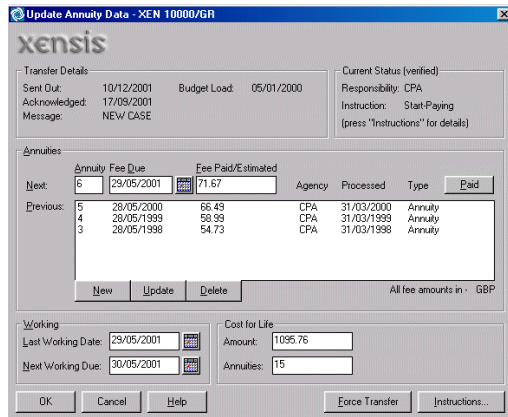 Update Annuity Data - XEN 10000/GR
xensis
Transfer Details
Sent Out: 10/12/2001 Budget Load: 05/01/2000
Acknowledged: 17/09/2001
Message: NEW CASE
Current Status (verified)
Responsibility: CPA
Instruction: Start-Paying
(press "Instructions" for details)
Annuities
Annuity Fee Due Fee Paid/Estimated
Next: 6 29/05/2001 71.67 Agency Processed Type Paid
Previous: 5 28/05/2000 66.49 CPA 31/03/2000 Annuity
4 28/05/1999 58.99 CPA 31/03/1999 Annuity
3 28/05/1998 54.73 CPA 31/03/1998 Annuity
New Update Delete All fee amounts in - GBP
Working
Last Working Date: 29/05/2001
Next Working Due: 30/05/2001
Cost for Life
Amount: 1095.76
Annuities: 15
OK Cancel Help Force Transfer Instructions...